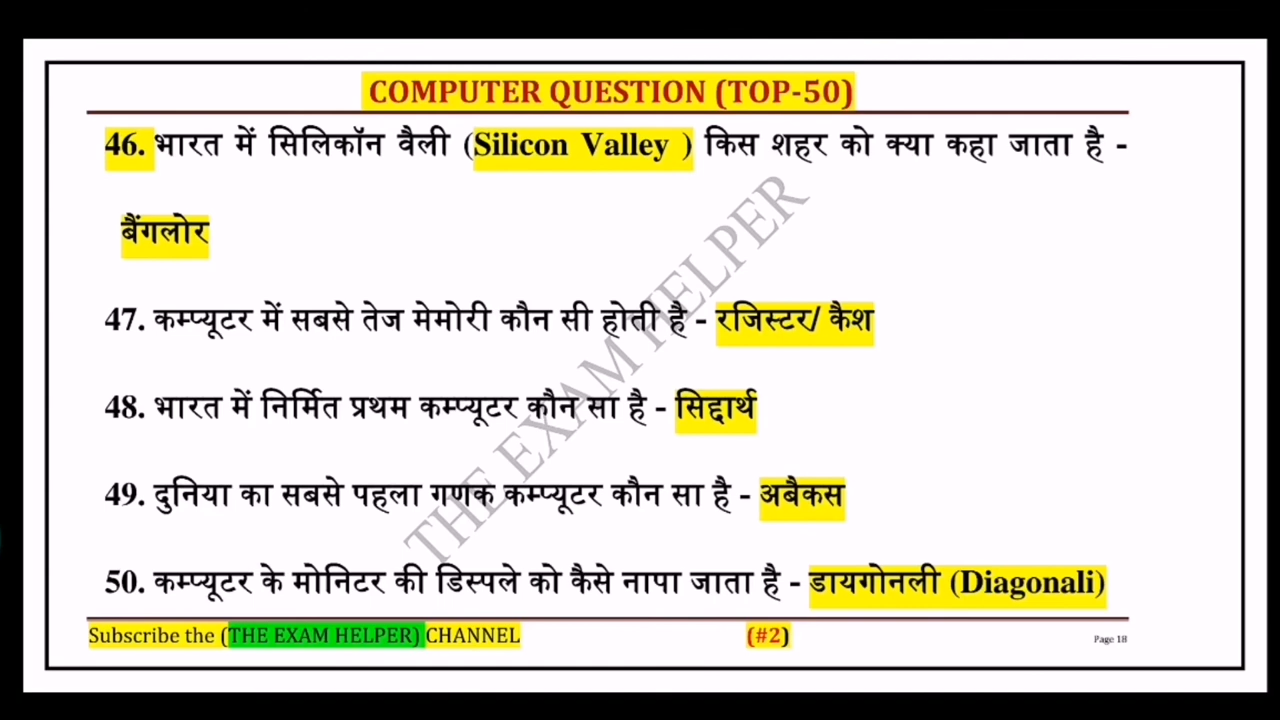 COMPUTER QUESTION (TOP-50)
46. भारत में सिलिकॉन वैली (Silicon Valley ) किस शहर को क्या कहा जाता है -
बैंगलोर
47. कम्प्यूटर में सबसे तेज मेमोरी कौन सी होती है - रजिस्टर/ कैश
48. भारत में निर्मित प्रथम कम्प्यूटर कौन सा है - सिद्दार्थ
49. दुनिया का सबसे पहला गणक कम्प्यूटर कौन सा है - अबैकस
50. कम्प्यूटर के मोनिटर की डिस्पले को कैसे नापा जाता है - डायगोनली (Diagonali)
THE EXAM HELPER
Subscribe the (THE EXAM HELPER) CHANNEL (#2) Page 18